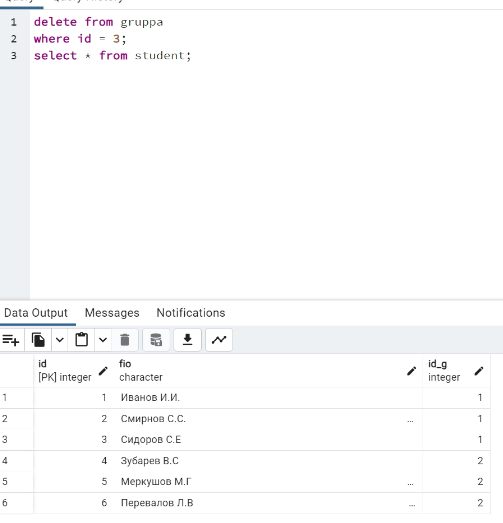 1 delete from gruppa
2 where id = 3;
3 select * from student;
Data Output Messages Notifications
id fio id_g
[PK] integer character integer
1 1 Иванов И.И. 1
2 2 Смирнов С.С. ... 1
3 3 Сидоров С.Е 1
4 4 Зубарев В.С 2
5 5 Меркушов М.Г ... 2
6 6 Перевалов Л.В ... 2